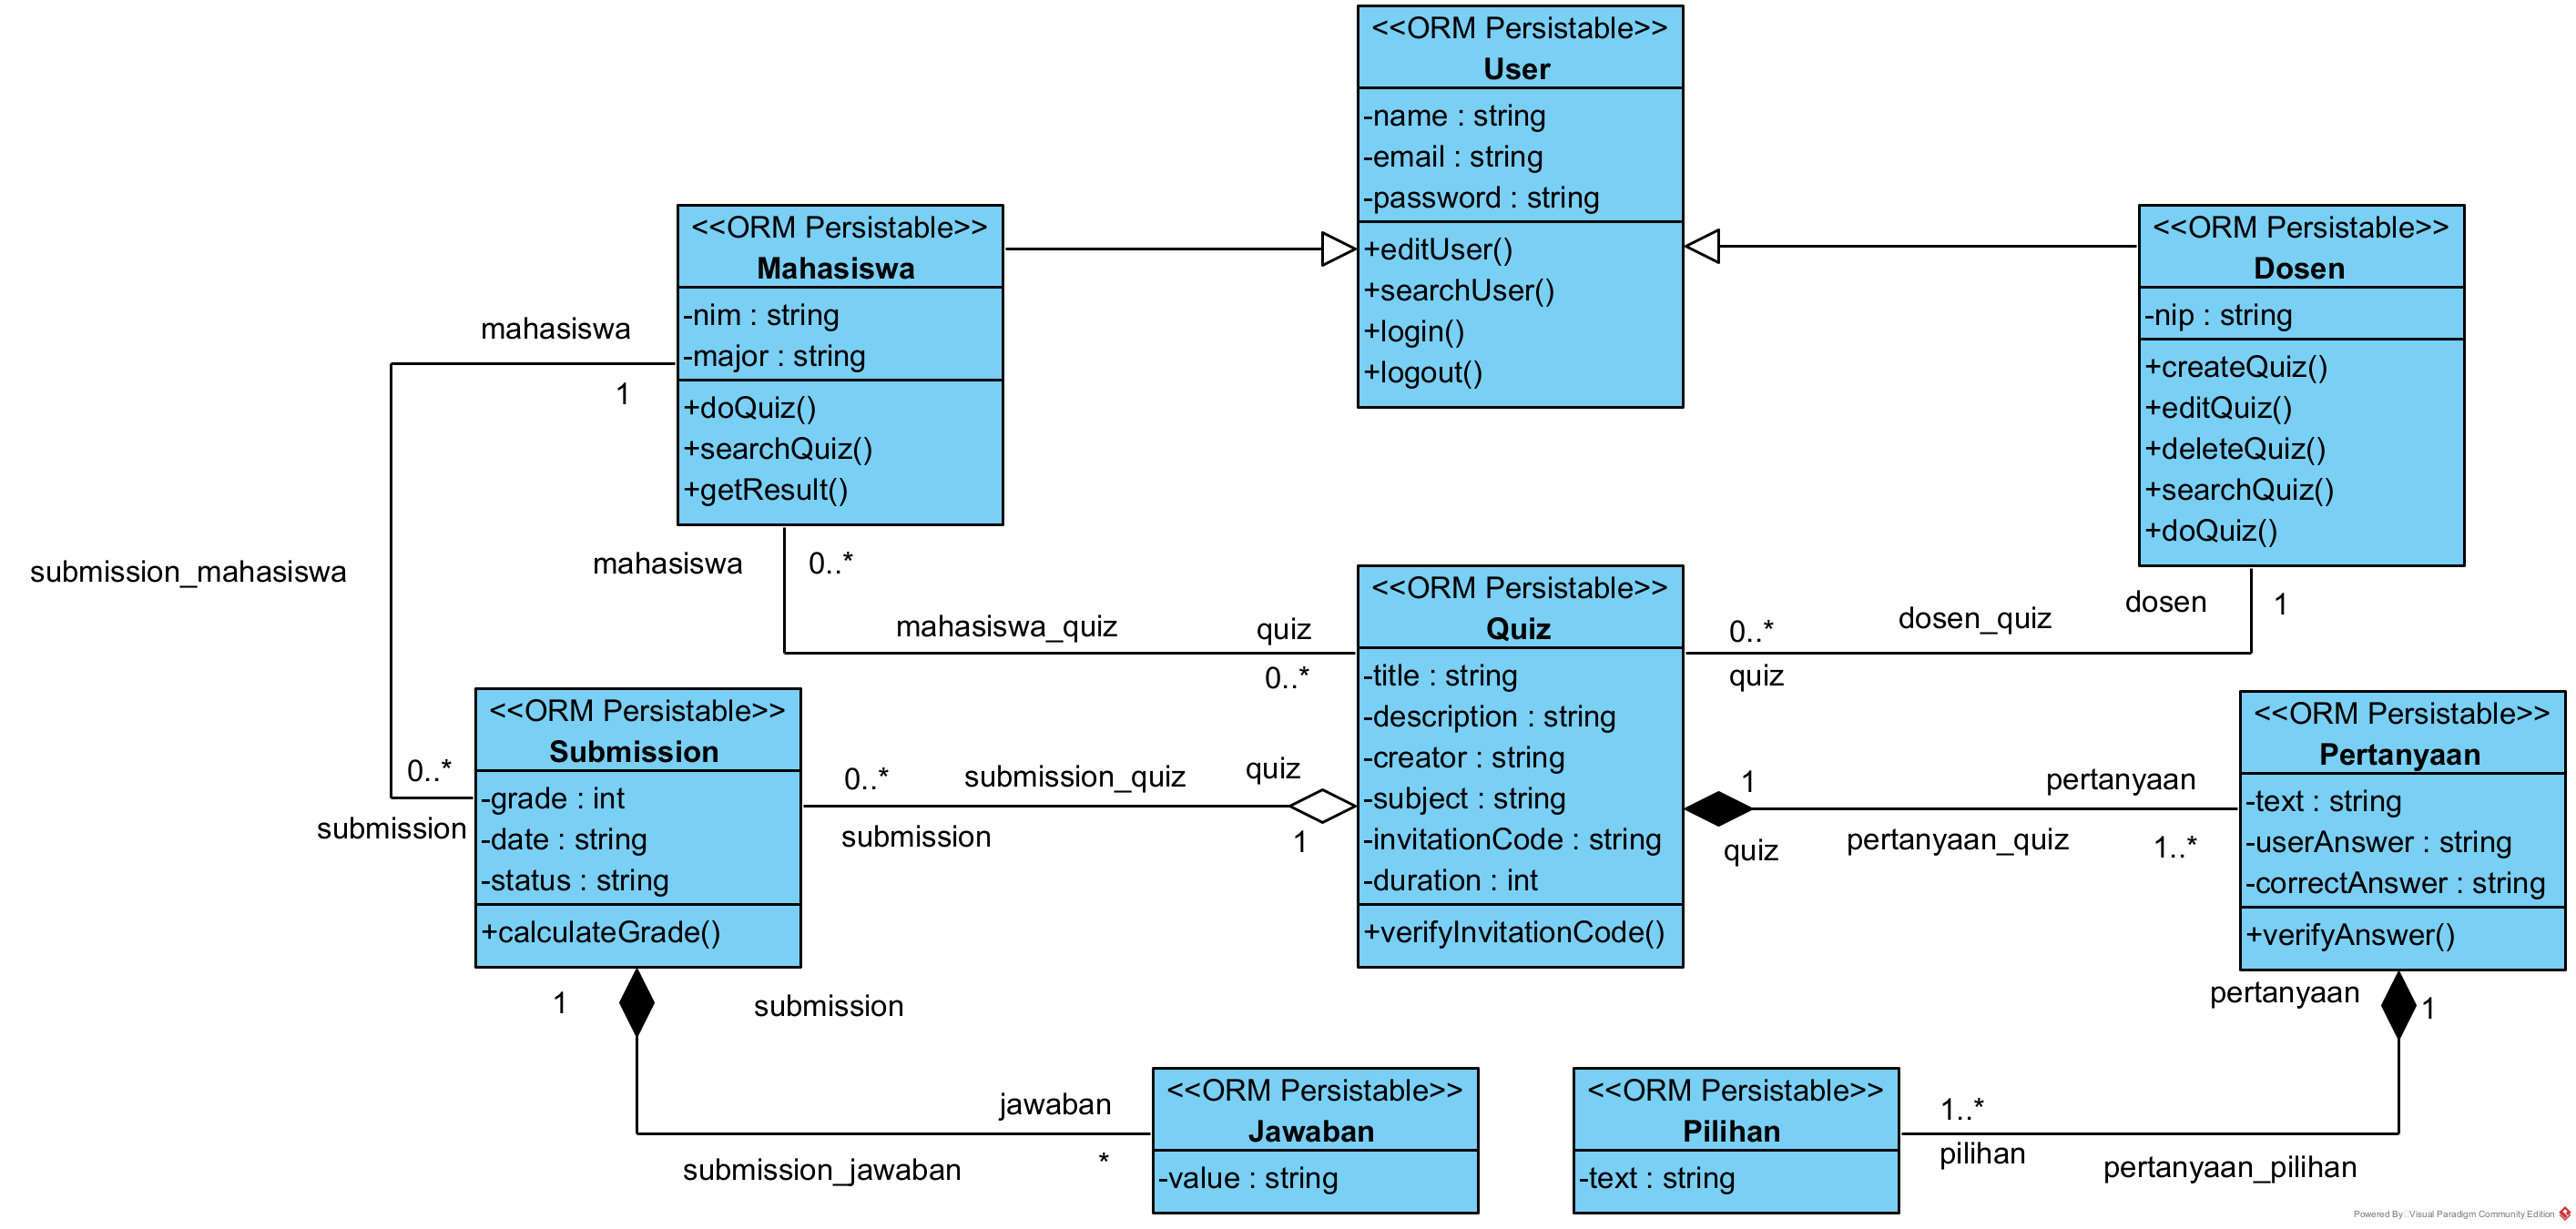 <<ORM Persistable>>
User
-name : string
-email : string
-password : string
+editUser()
+searchUser()
+login()
+logout()
<<ORM Persistable>>
Mahasiswa
-nim : string
-major : string
+doQuiz()
+searchQuiz()
+getResult()
<<ORM Persistable>>
Dosen
-nip : string
+createQuiz()
+editQuiz()
+deleteQuiz()
+searchQuiz()
+doQuiz()
mahasiswa
1
submission_mahasiswa
0..*
submission
mahasiswa
0..*
mahasiswa_quiz
quiz
0..*
<<ORM Persistable>>
Quiz
-title : string
-description : string
-creator : string
-subject : string
-invitationCode : string
-duration : int
+verifyInvitationCode()
0..*
quiz
dosen_quiz
dosen
1
<<ORM Persistable>>
Submission
-grade : int
-date : string
-status : string
+calculateGrade()
0..*
submission
submission_quiz
quiz
1
1
quiz
pertanyaan_quiz
pertanyaan
1..*
<<ORM Persistable>>
Pertanyaan
-text : string
-userAnswer : string
-correctAnswer : string
+verifyAnswer()
1
submission
submission_jawaban
jawaban
*
<<ORM Persistable>>
Jawaban
-value : string
<<ORM Persistable>>
Pilihan
-text : string
1..*
pilihan
pertanyaan_pilihan
pertanyaan
1
Powered By Visual Paradigm Community Edition